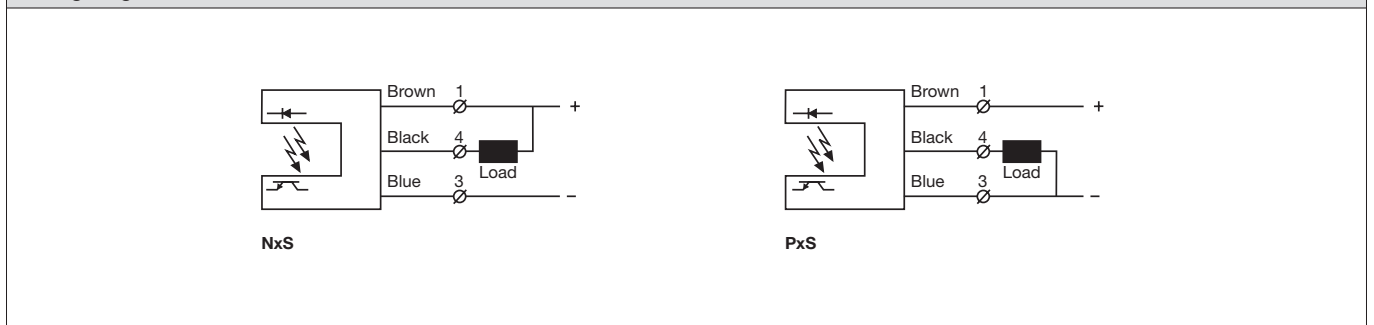 Brown 1
+
Black 4
Load
Blue 3
–
NxS
Brown 1
+
Black 4
Load
Blue 3
–
PxS